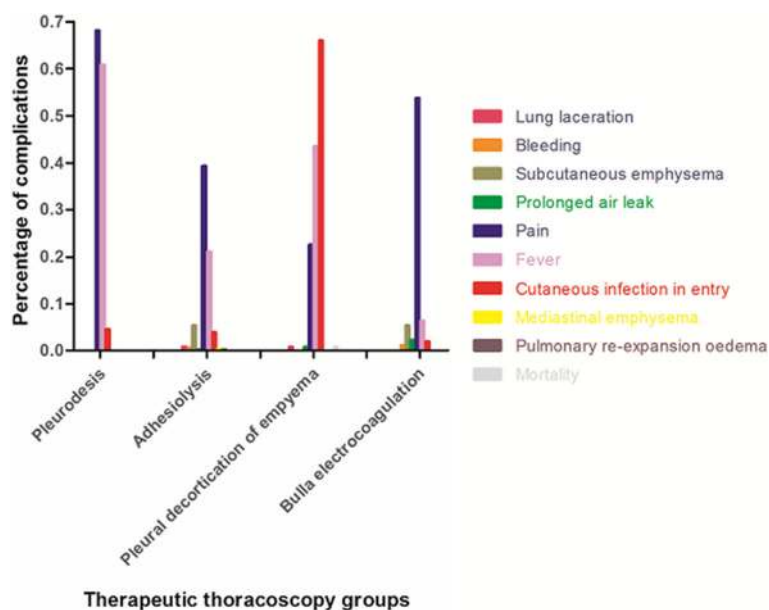 Percentage of complications
0.7
0.6
0.5
0.4
0.3
0.2
0.1
0.0
Pleurodesis
Adhesiolysis
Pleural decortication of empyema
Bulla electrocoagulation
Therapeutic thoracoscopy groups
Lung laceration
Bleeding
Subcutaneous emphysema
Prolonged air leak
Pain
Fever
Cutaneous infection in entry
Mediastinal emphysema
Pulmonary re-expansion oedema
Mortality